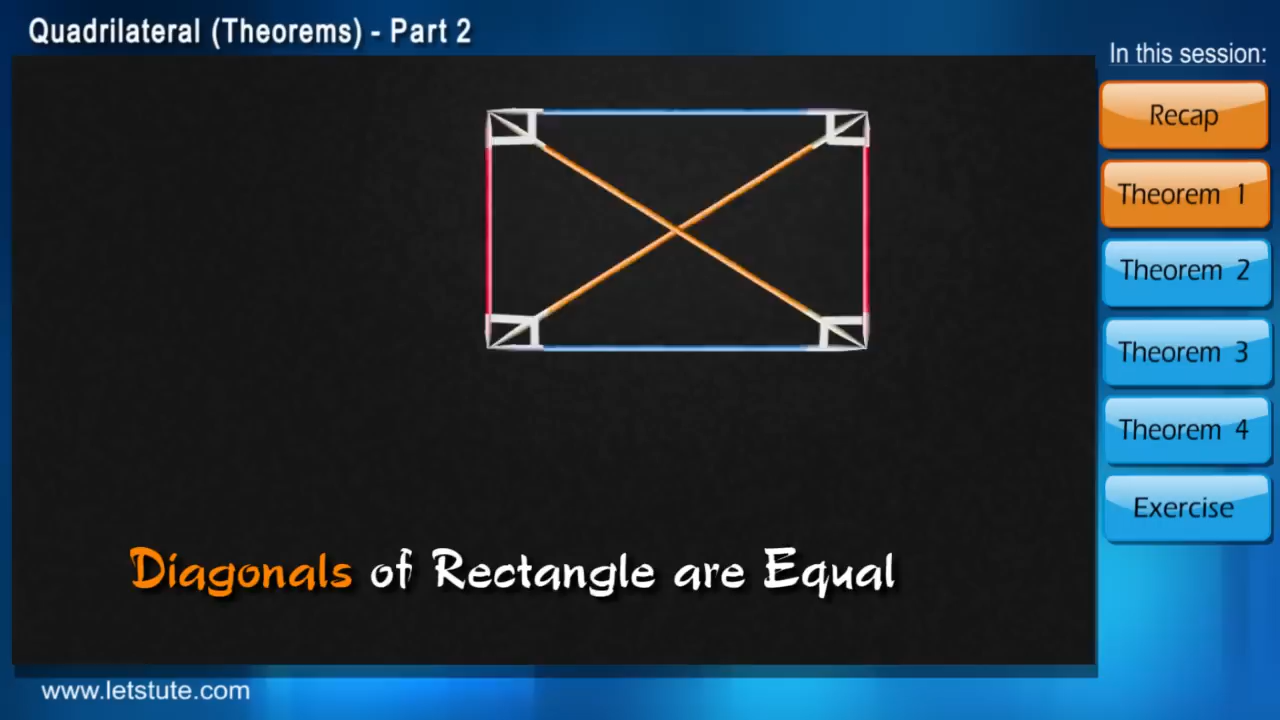 Quadrilateral (Theorems) - Part 2
In this session:
Recap
Theorem 1
Theorem 2
Theorem 3
Theorem 4
Exercise
Diagonals of Rectangle are Equal
www.letstute.com